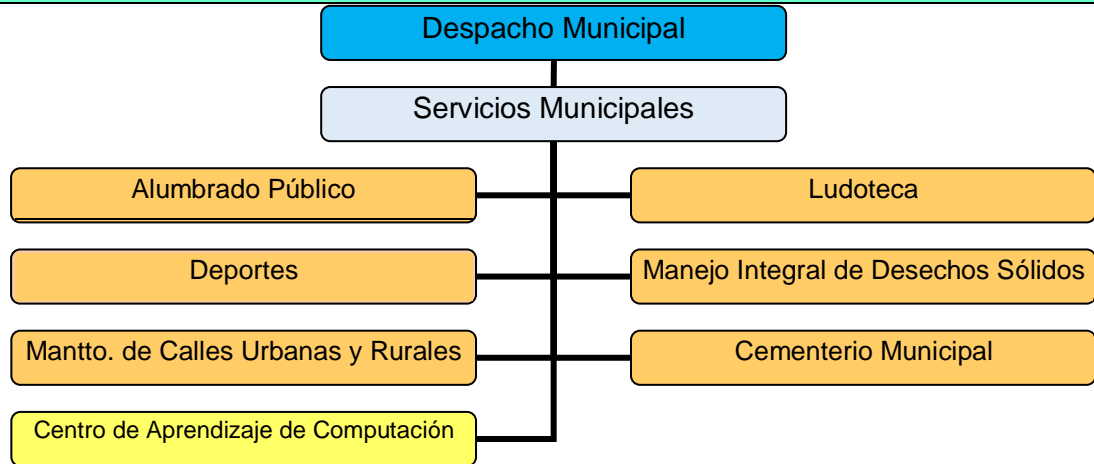 Despacho Municipal
Servicios Municipales
Alumbrado Público
Ludoteca
Deportes
Manejo Integral de Desechos Sólidos
Mantto. de Calles Urbanas y Rurales
Cementerio Municipal
Centro de Aprendizaje de Computación